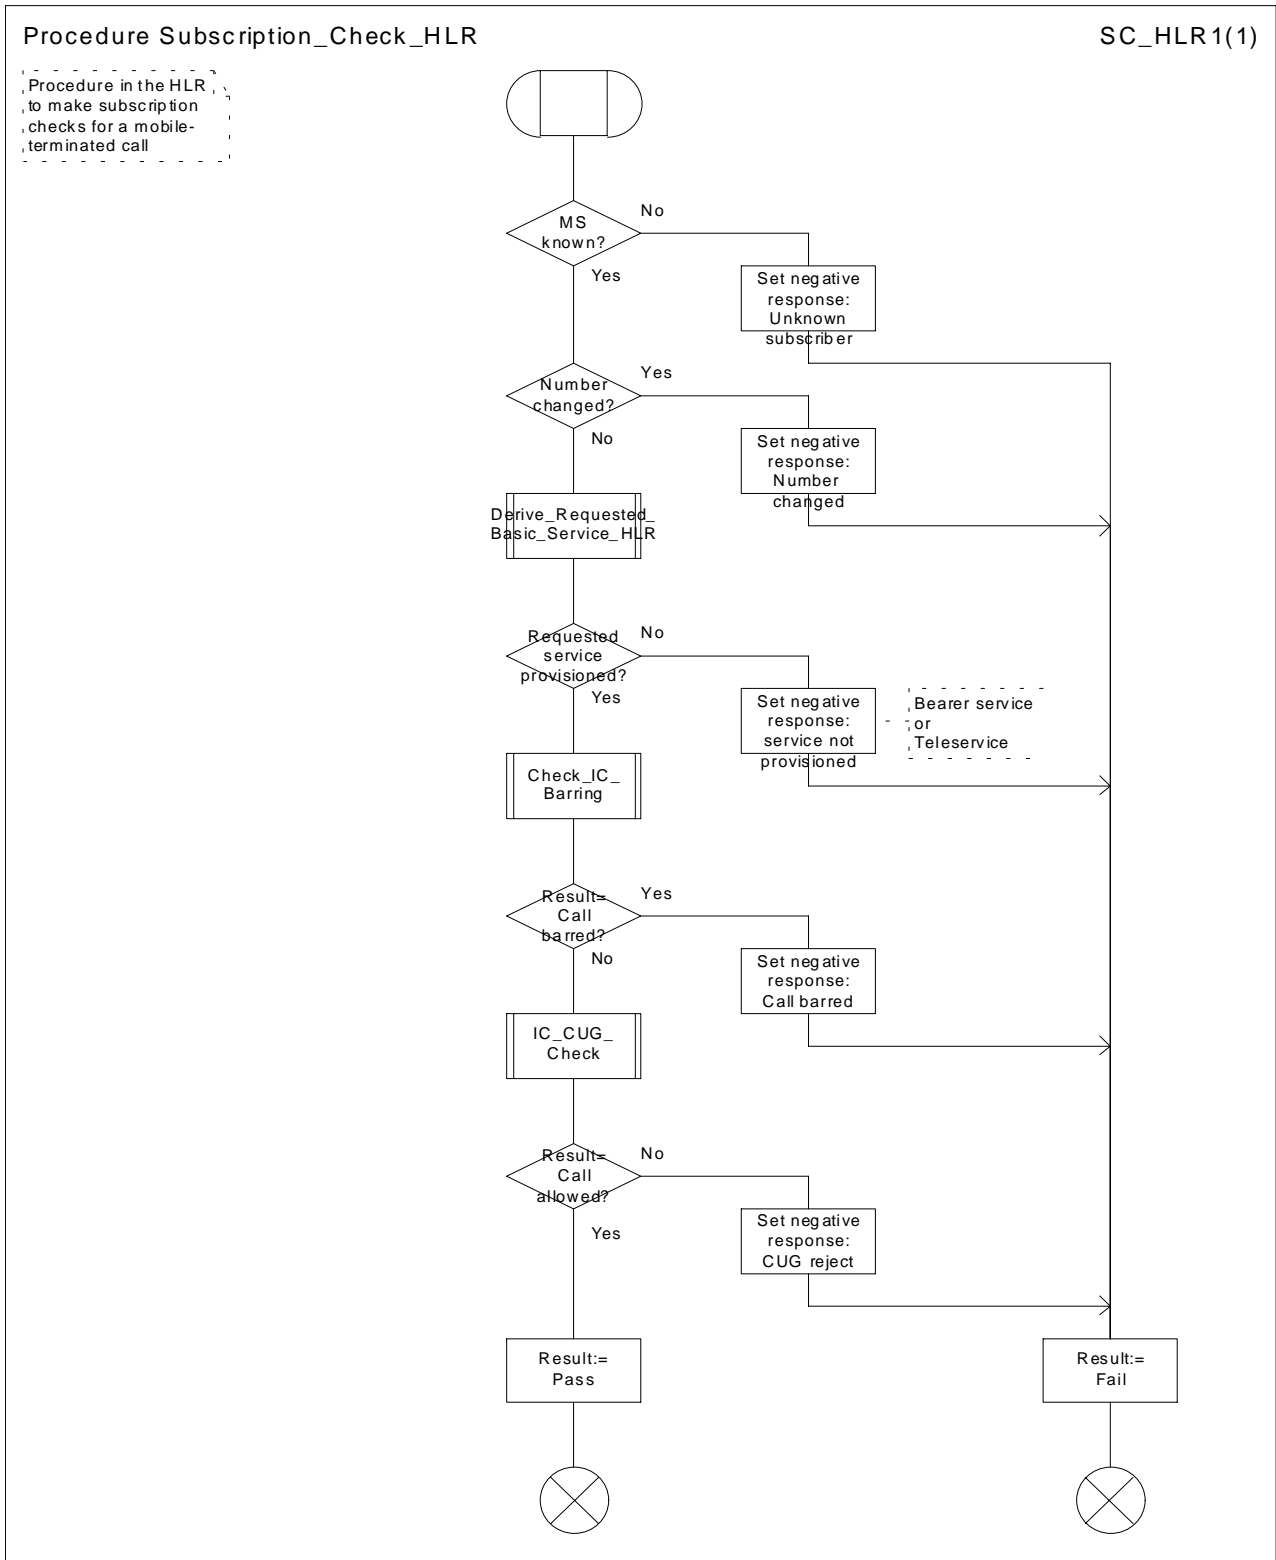 Procedure Subscription_Check_HLR
SC_HLR1(1)
Procedure in the HLR
to make subscription
checks for a mobile-
terminated call
MS
known?
No
Yes
Set negative
response:
Unknown
subscriber
Number
changed?
Yes
No
Set negative
response:
Number
changed
Derive_Requested_
Basic_Service_HLR
Requested
service
provisioned?
No
Yes
Set negative
response:
service not
provisioned
Bearer service
or
Teleservice
Check_IC_
Barring
Result=
Call
barred?
Yes
No
Set negative
response:
Call barred
IC_CUG_
Check
Result=
Call
allowed?
No
Yes
Set negative
response:
CUG reject
Result:=
Pass
Result:=
Fail